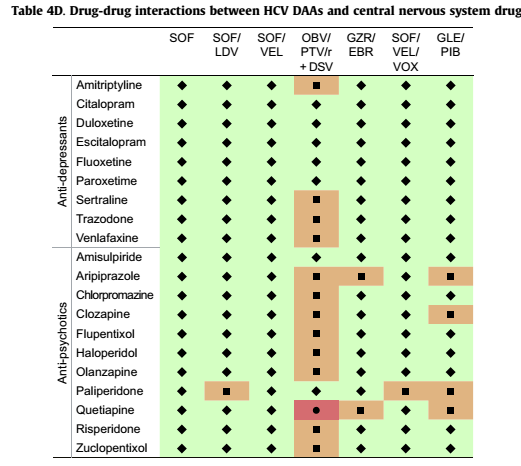 Table 4D. Drug-drug interactions between HCV DAAs and central nervous system drug
SOF SOF/ SOF/ OBV/ GZR/ SOF/ GLE/
LDV VEL PTV/r EBR VEL/ PIB
+ DSV VOX
Anti-depressants
Amitriptyline ◆ ◆ ◆ ■ ◆ ◆ ◆
Citalopram ◆ ◆ ◆ ◆ ◆ ◆ ◆
Duloxetine ◆ ◆ ◆ ◆ ◆ ◆ ◆
Escitalopram ◆ ◆ ◆ ◆ ◆ ◆ ◆
Fluoxetine ◆ ◆ ◆ ◆ ◆ ◆ ◆
Paroxetime ◆ ◆ ◆ ◆ ◆ ◆ ◆
Sertraline ◆ ◆ ◆ ■ ◆ ◆ ◆
Trazodone ◆ ◆ ◆ ■ ◆ ◆ ◆
Venlafaxine ◆ ◆ ◆ ■ ◆ ◆ ◆
Anti-psychotics
Amisulpiride ◆ ◆ ◆ ◆ ◆ ◆ ◆
Aripiprazole ◆ ◆ ◆ ■ ■ ◆ ■
Chlorpromazine ◆ ◆ ◆ ■ ◆ ◆ ◆
Clozapine ◆ ◆ ◆ ■ ◆ ◆ ■
Flupentixol ◆ ◆ ◆ ■ ◆ ◆ ◆
Haloperidol ◆ ◆ ◆ ■ ◆ ◆ ◆
Olanzapine ◆ ◆ ◆ ■ ◆ ◆ ◆
Paliperidone ◆ ■ ◆ ◆ ◆ ■ ■
Quetiapine ◆ ◆ ◆ ● ■ ◆ ■
Risperidone ◆ ◆ ◆ ■ ◆ ◆ ◆
Zuclopentixol ◆ ◆ ◆ ■ ◆ ◆ ◆